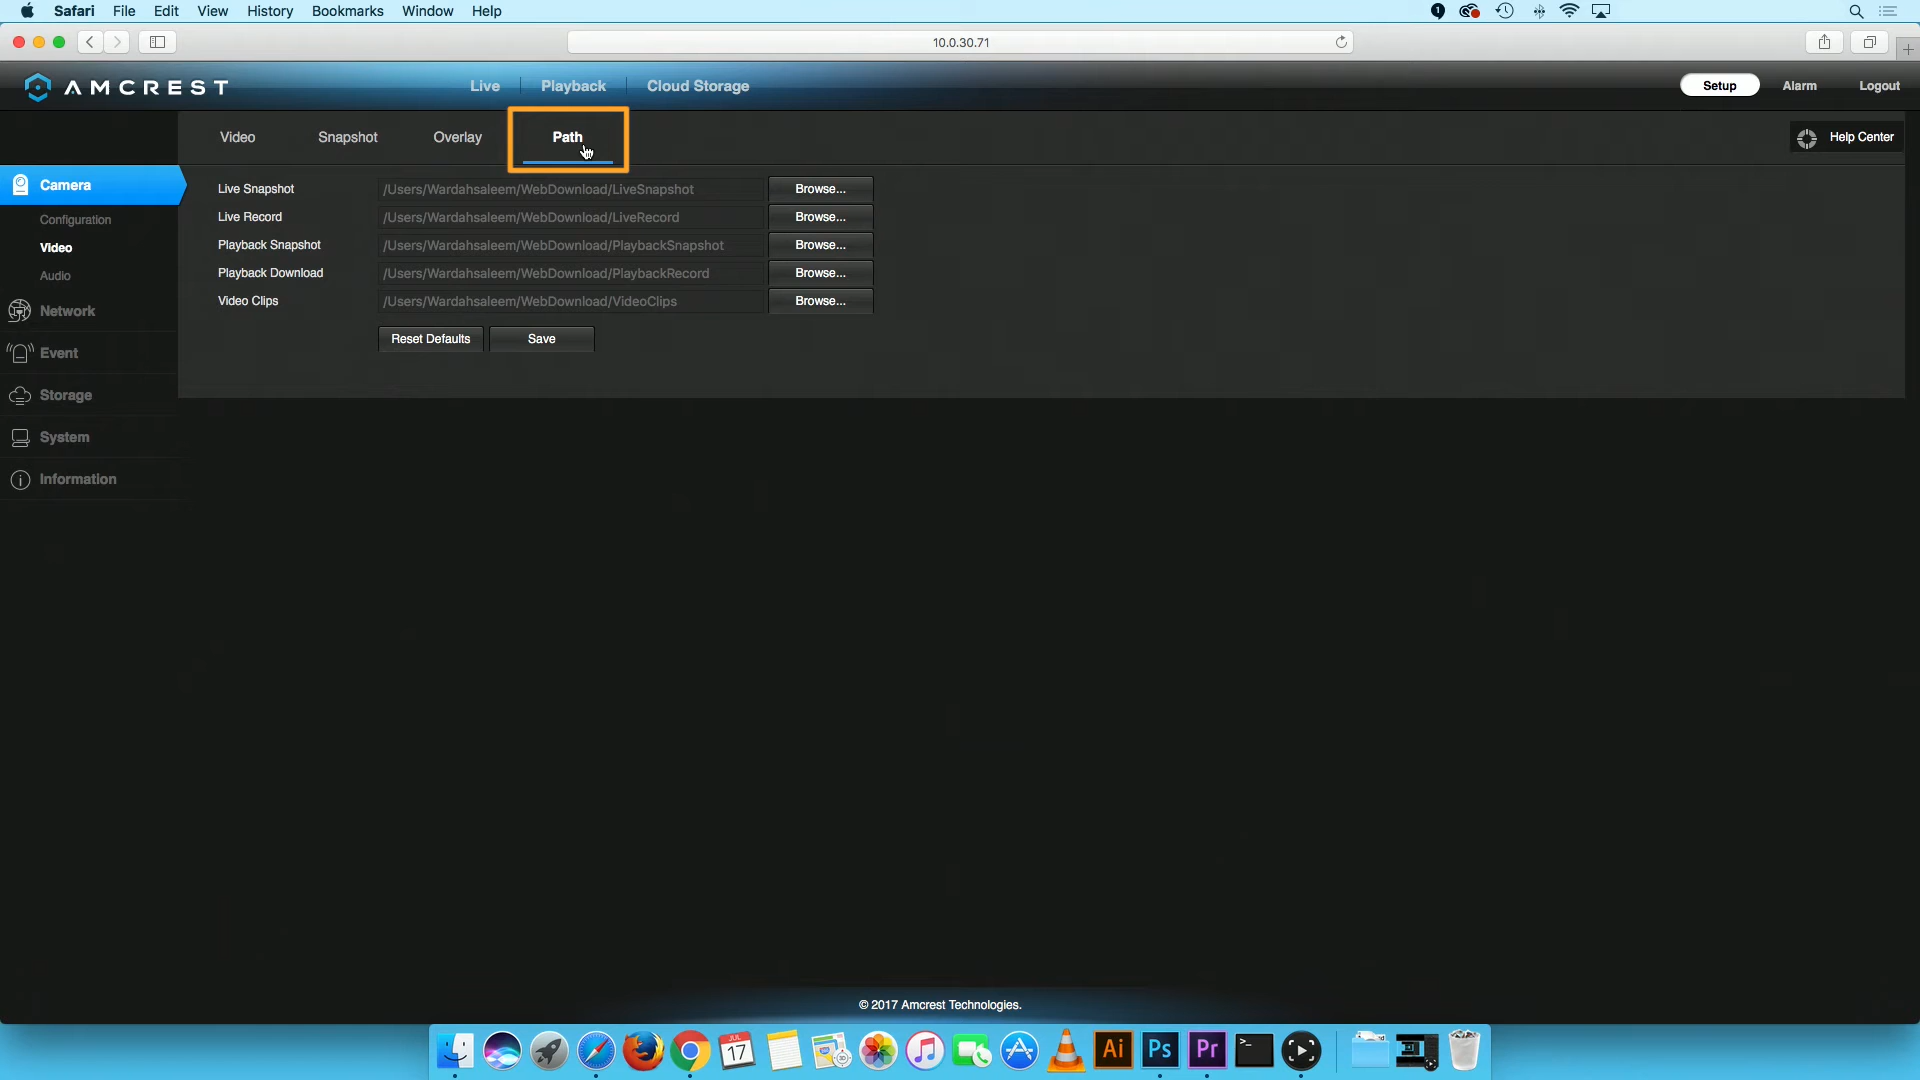 Safari File Edit View History Bookmarks Window Help
10.0.30.71
AMCREST Live Playback Cloud Storage Setup Alarm Logout
Video Snapshot Overlay Path Help Center
Camera
Configuration
Video
Audio
Network
Event
Storage
System
Information
Live Snapshot /Users/Wardahsaleem/WebDownload/LiveSnapshot Browse...
Live Record /Users/Wardahsaleem/WebDownload/LiveRecord Browse...
Playback Snapshot /Users/Wardahsaleem/WebDownload/PlaybackSnapshot Browse...
Playback Download /Users/Wardahsaleem/WebDownload/PlaybackRecord Browse...
Video Clips /Users/Wardahsaleem/WebDownload/VideoClips Browse...
Reset Defaults Save
© 2017 Amcrest Technologies.
JUL
17
Ai Ps Pr